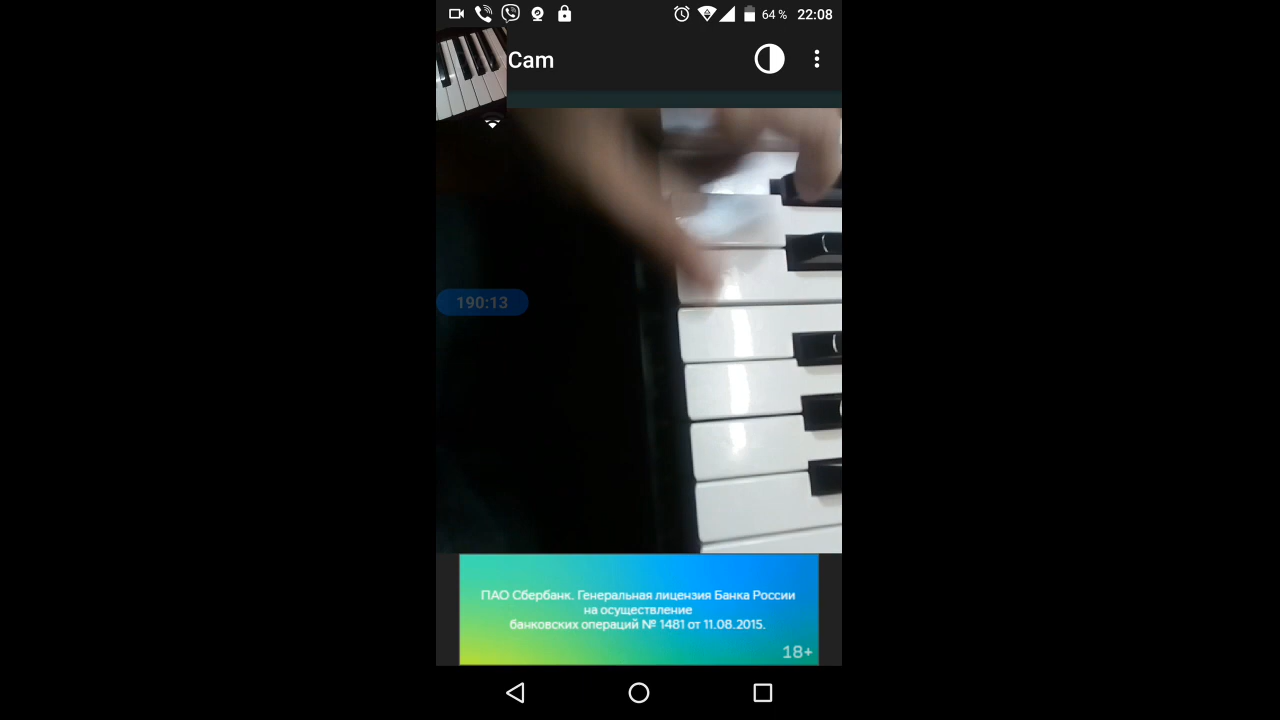 64 % 22:08
Cam
190:13
ПАО Сбербанк. Генеральная лицензия Банка России
на осуществление
банковских операций № 1481 от 11.08.2015.
18+